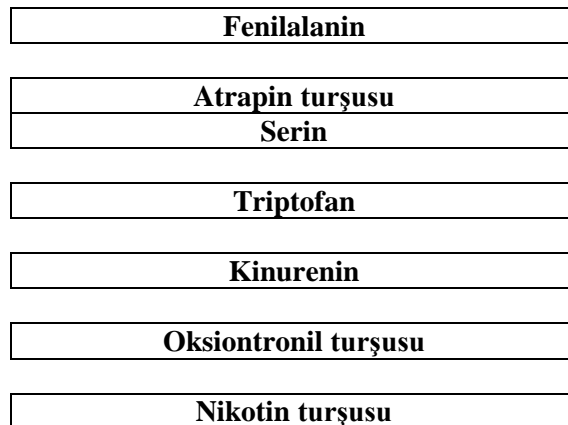 Fenilalanin
Atrapin turşusu
Serin
Triptofan
Kinurenin
Oksiontronil turşusu
Nikotin turşusu